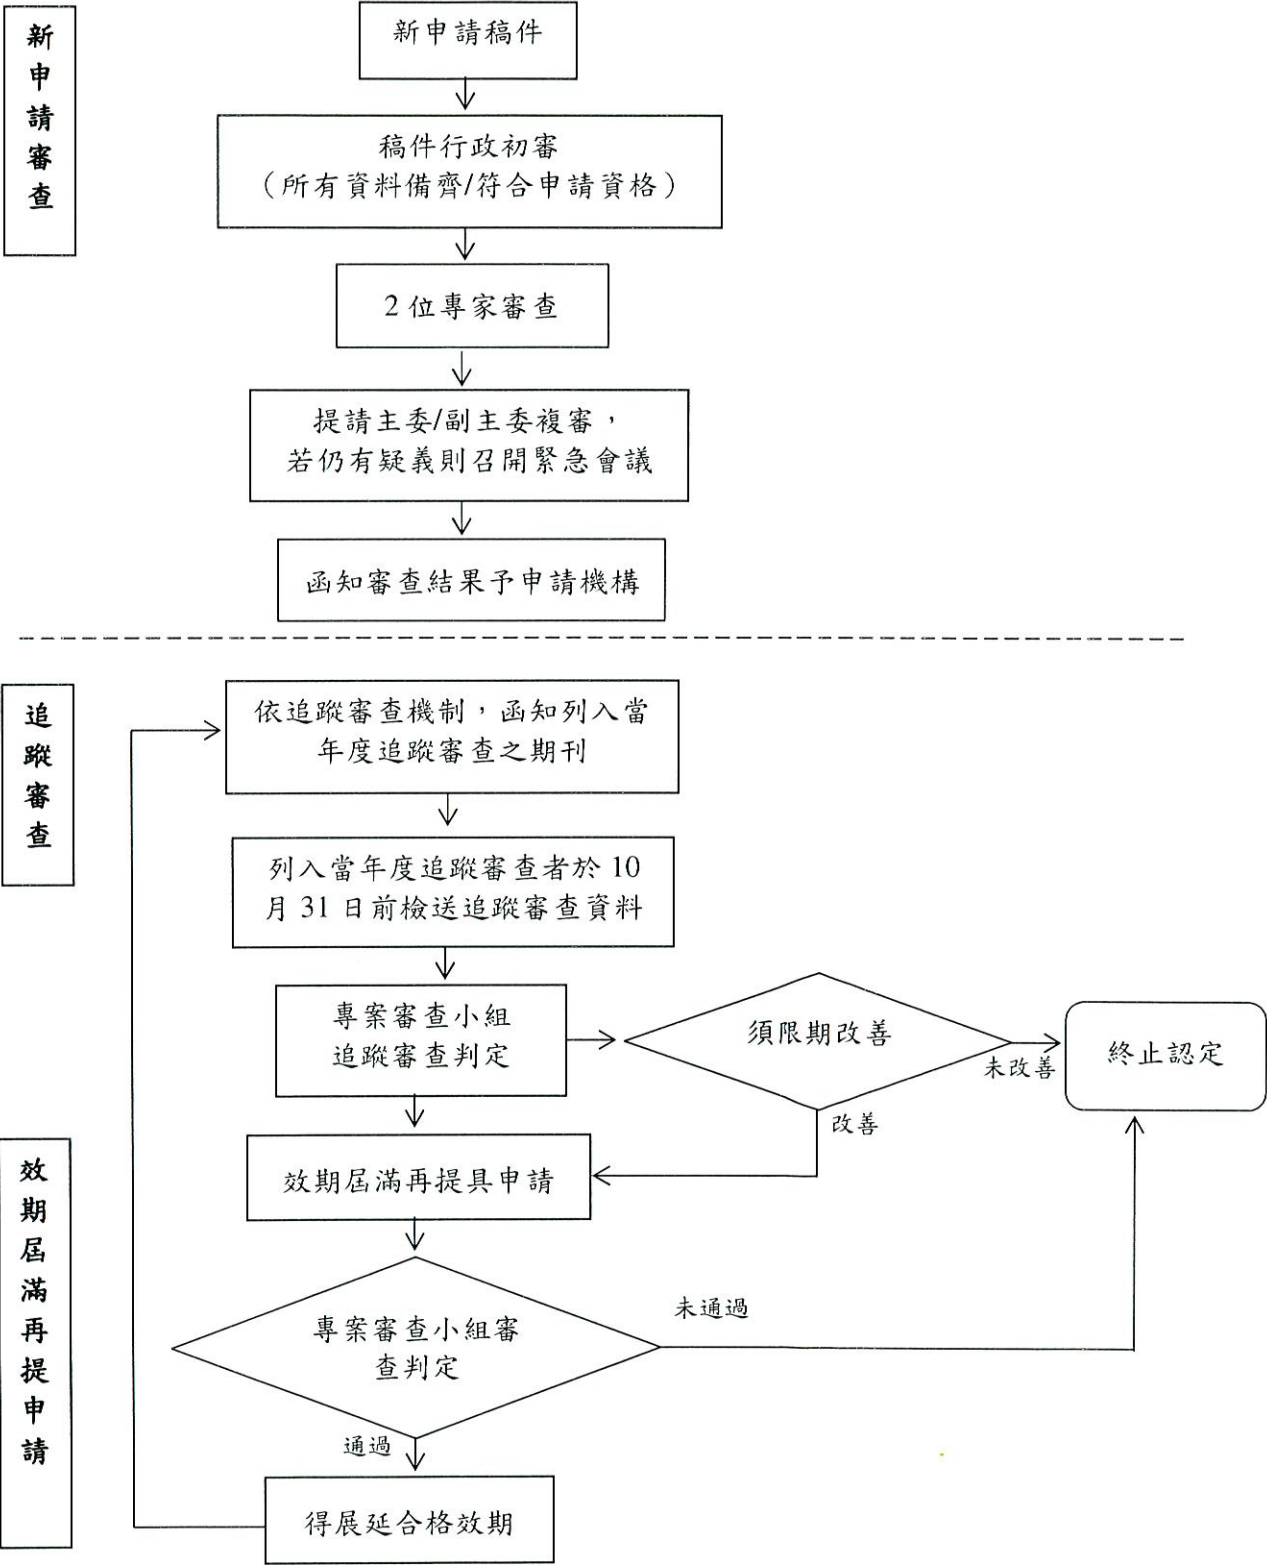 新申請審查
新申請稿件
稿件行政初審
（所有資料備齊/符合申請資格）
2 位專家審查
提請主委/副主委複審，
若仍有疑義則召開緊急會議
函知審查結果予申請機構
追蹤審查
依追蹤審查機制，函知列入當
年度追蹤審查之期刊
列入當年度追蹤審查者於 10
月 31 日前檢送追蹤審查資料
專案審查小組
追蹤審查判定
須限期改善
未改善
終止認定
改善
效期屆滿再提申請
效期屆滿再提具申請
專案審查小組審
查判定
未通過
通過
得展延合格效期